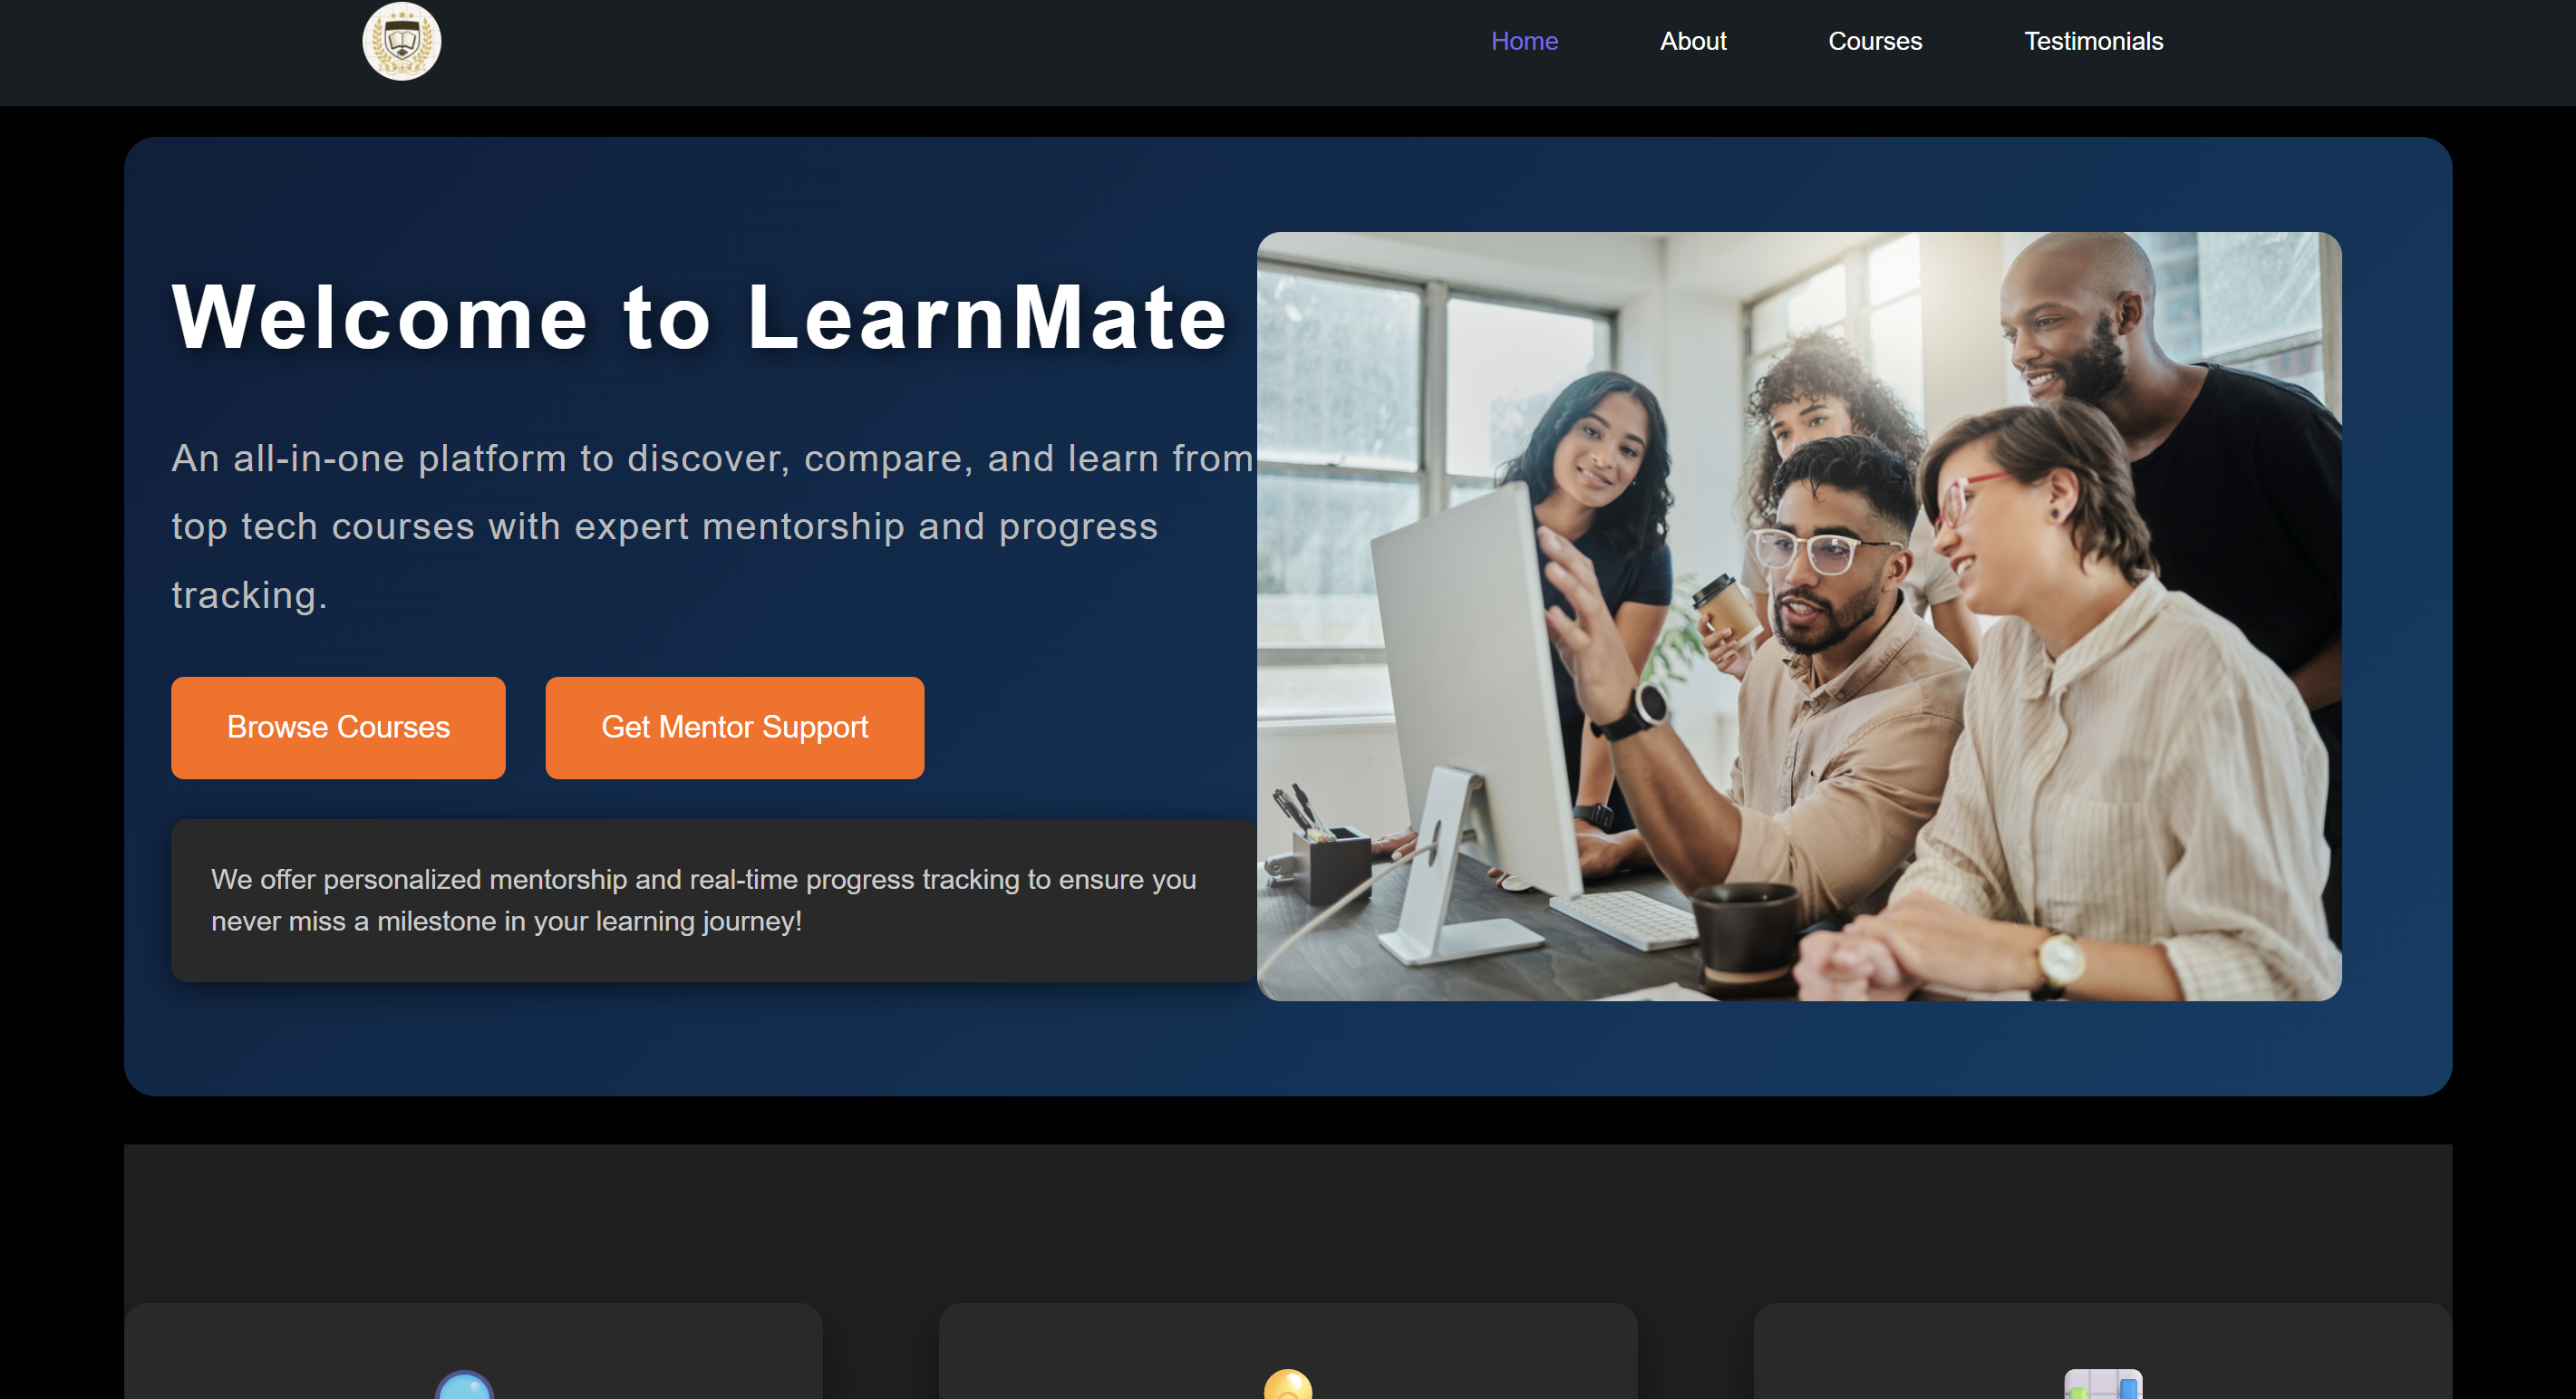 Home
About
Courses
Testimonials
Welcome to LearnMate
An all-in-one platform to discover, compare, and learn from
top tech courses with expert mentorship and progress
tracking.
Browse Courses
Get Mentor Support
We offer personalized mentorship and real-time progress tracking to ensure you
never miss a milestone in your learning journey!